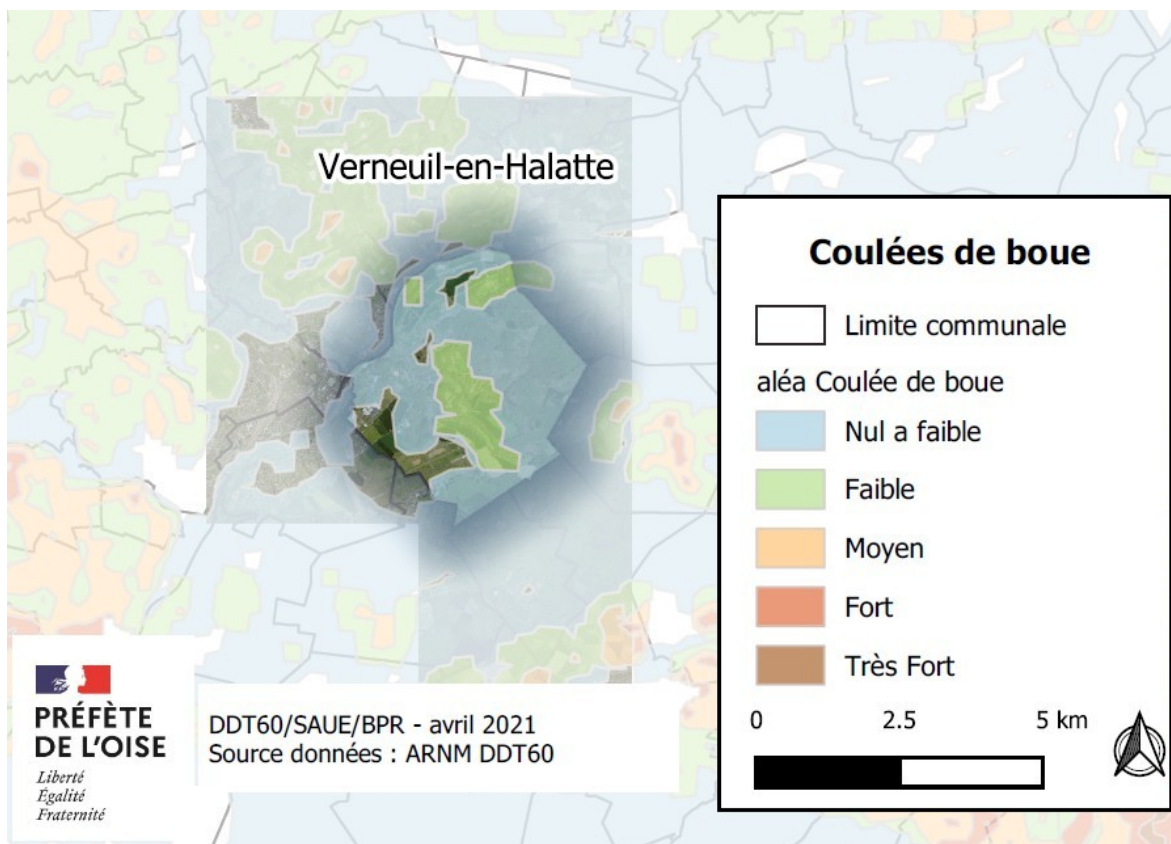 Verneuil-en-Halatte
Coulées de boue
Limite communale
aléa Coulée de boue
Nul a faible
Faible
Moyen
Fort
Très Fort
0 2.5 5 km
PRÉFÈTE
DE L'OISE
Liberté
Égalité
Fraternité
DDT60/SAUE/BPR - avril 2021
Source données : ARNM DDT60